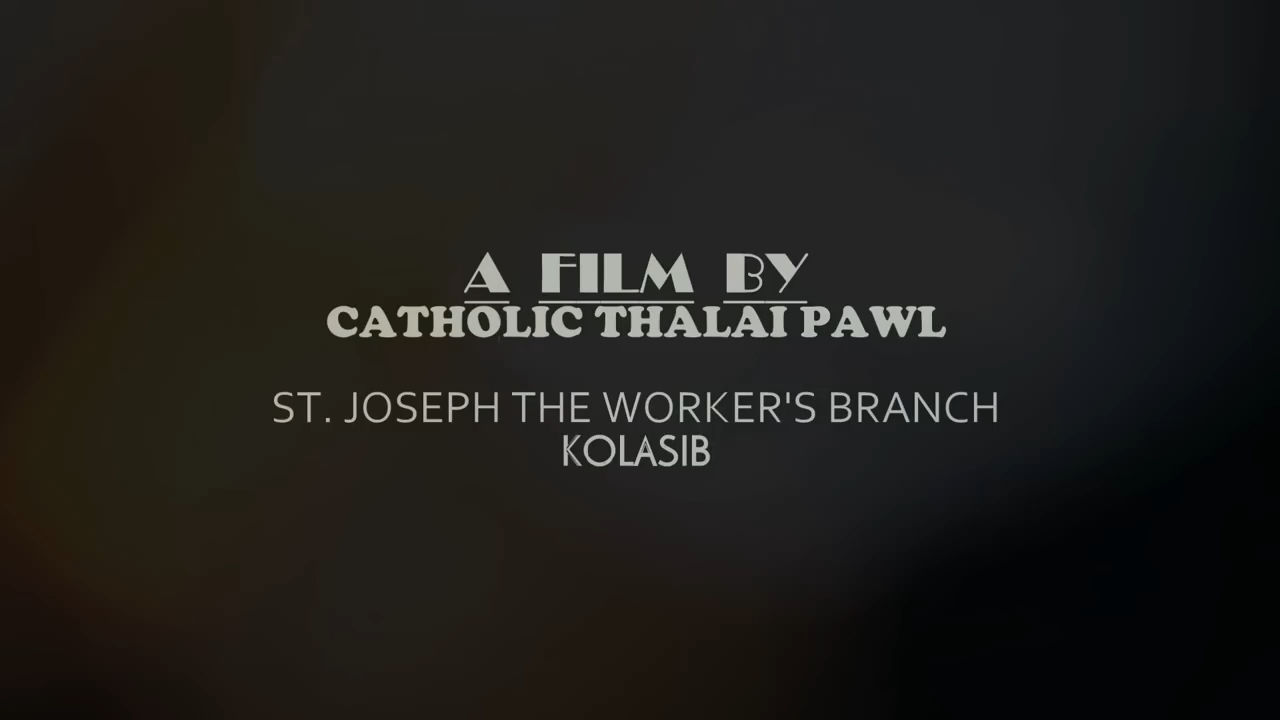 A FILM BY
CATHOLIC THALAI PAWL
ST. JOSEPH THE WORKER'S BRANCH
KOLASIB